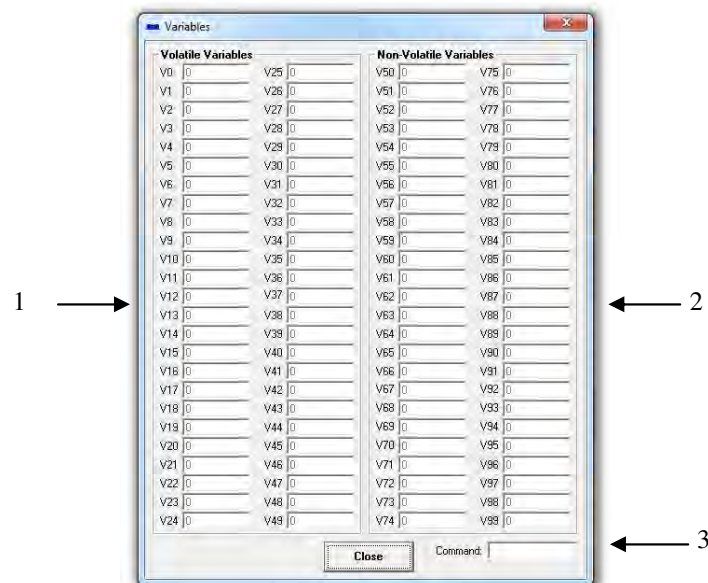 Variables
Volatile Variables Non-Volatile Variables
V0 0 V25 0 V50 0 V75 0
V1 0 V26 0 V51 0 V76 0
V2 0 V27 0 V52 0 V77 0
V3 0 V28 0 V53 0 V78 0
V4 0 V29 0 V54 0 V79 0
V5 0 V30 0 V55 0 V80 0
V6 0 V31 0 V56 0 V81 0
V7 0 V32 0 V57 0 V82 0
V8 0 V33 0 V58 0 V83 0
V9 0 V34 0 V59 0 V84 0
V10 0 V35 0 V60 0 V85 0
V11 0 V36 0 V61 0 V86 0
1 V12 0 V37 0 V62 0 V87 0 2
V13 0 V38 0 V63 0 V88 0
V14 0 V39 0 V64 0 V89 0
V15 0 V40 0 V65 0 V90 0
V16 0 V41 0 V66 0 V91 0
V17 0 V42 0 V67 0 V92 0
V18 0 V43 0 V68 0 V93 0
V19 0 V44 0 V69 0 V94 0
V20 0 V45 0 V70 0 V95 0
V21 0 V46 0 V71 0 V96 0
V22 0 V47 0 V72 0 V97 0
V23 0 V48 0 V73 0 V98 0
V24 0 V49 0 V74 0 V99 0
Close Command: 3